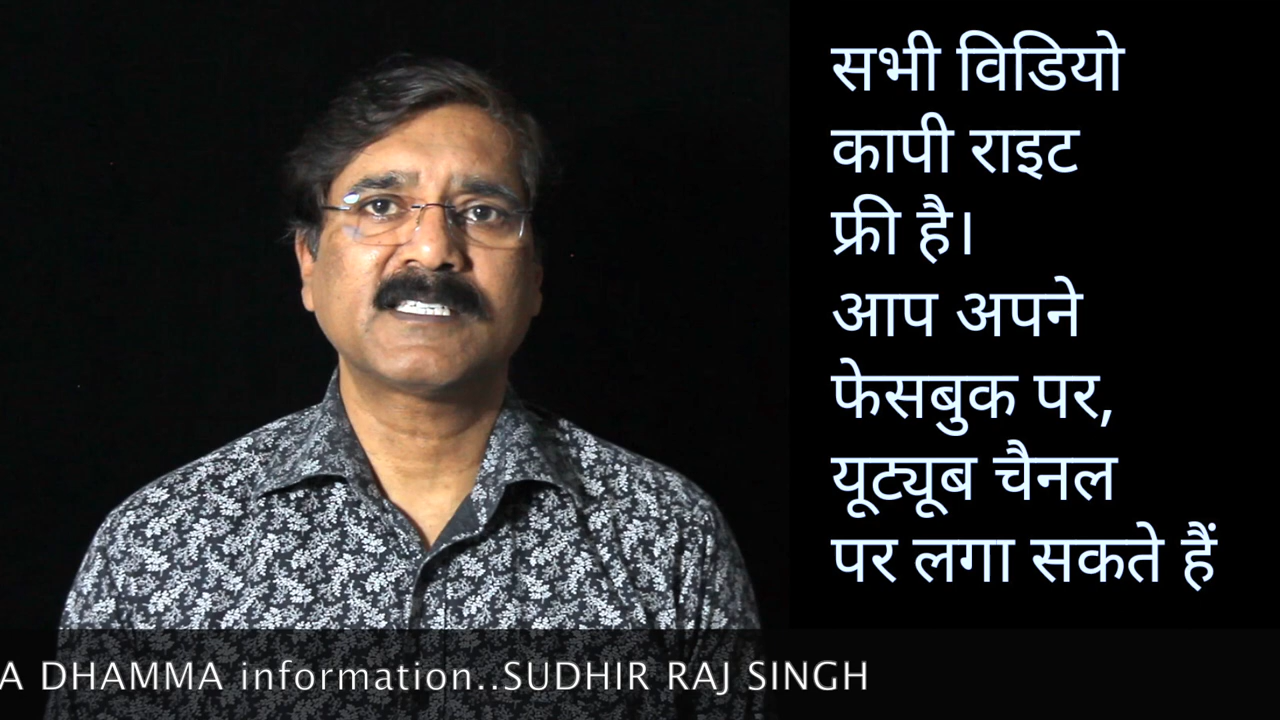 सभी विडियो
कापी राइट
फ्री है।
आप अपने
फेसबुक पर,
यूट्यूब चैनल
पर लगा सकते हैं
A DHAMMA information..SUDHIR RAJ SINGH